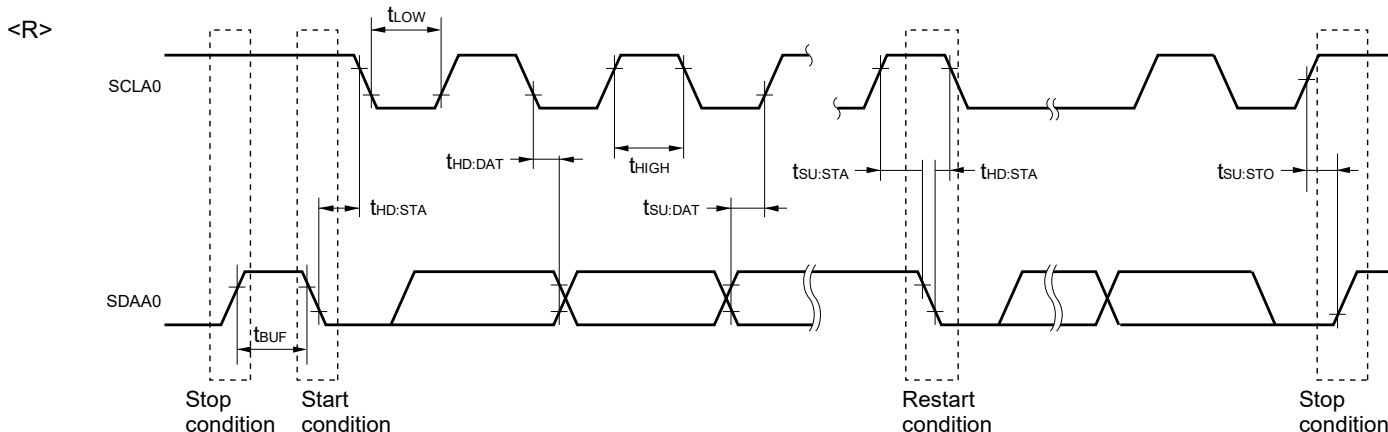 <R>
tLOW
SCLA0
tHD:DAT
tHIGH
tSU:STA
tHD:STA
tSU:STO
tHD:STA
tSU:DAT
SDAA0
tBUF
Stop
condition
Start
condition
Restart
condition
Stop
condition